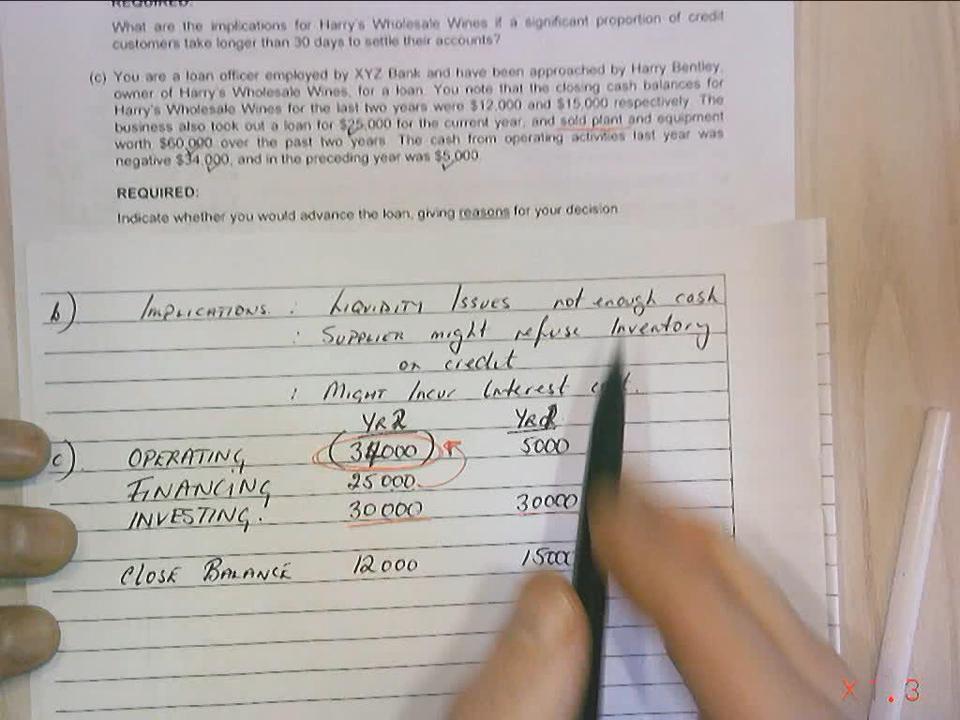 REQUIRED:
What are the implications for Harry's Wholesale Wines if a significant proportion of credit
customers take longer than 30 days to settle their accounts?
(c) You are a loan officer employed by XYZ Bank and have been approached by Harry Bentley,
owner of Harry's Wholesale Wines, for a loan. You note that the closing cash balances for
Harry's Wholesale Wines for the last two years were $12,000 and $15,000 respectively. The
business also took out a loan for $25,000 for the current year, and sold plant and equipment
worth $60,000 over the past two years. The cash from operating activities last year was
negative $34,000, and in the preceding year was $5,000.
REQUIRED:
Indicate whether you would advance the loan, giving reasons for your decision
b) IMPLICATIONS : LIQUIDITY ISSUES not enough cash
: SUPPLIER might refuse Inventory
on credit
: MIGHT Incur Interest
YR 2 YR
c) OPERATING (34000) 5000
FINANCING 25000
INVESTING. 30000 30000
CLOSE BALANCE 12000 15000
X 1.3